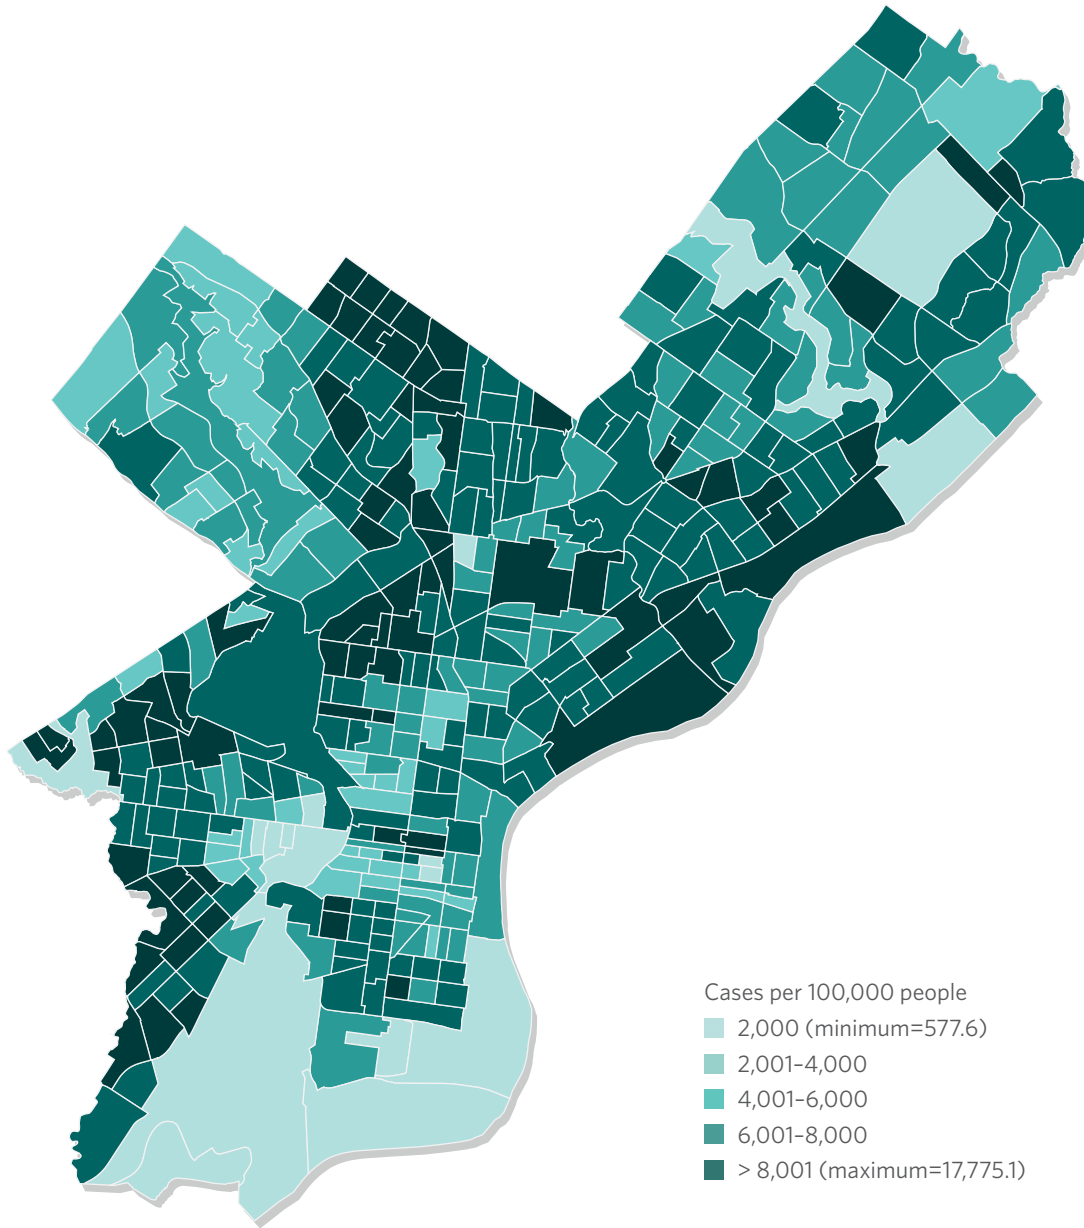 Cases per 100,000 people
2,000 (minimum=577.6)
2,001–4,000
4,001–6,000
6,001–8,000
> 8,001 (maximum=17,775.1)